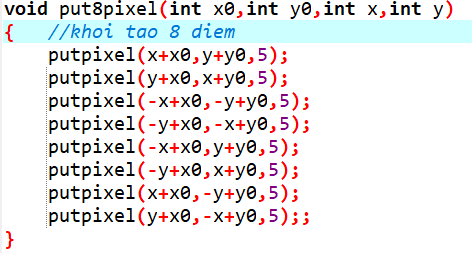 void put8pixel(int x0,int y0,int x,int y)
{   //khoi tao 8 diem
    putpixel(x+x0,y+y0,5);
    putpixel(y+x0,x+y0,5);
    putpixel(-x+x0,-y+y0,5);
    putpixel(-y+x0,-x+y0,5);
    putpixel(-x+x0,y+y0,5);
    putpixel(-y+x0,x+y0,5);
    putpixel(x+x0,-y+y0,5);
    putpixel(y+x0,-x+y0,5);;
}